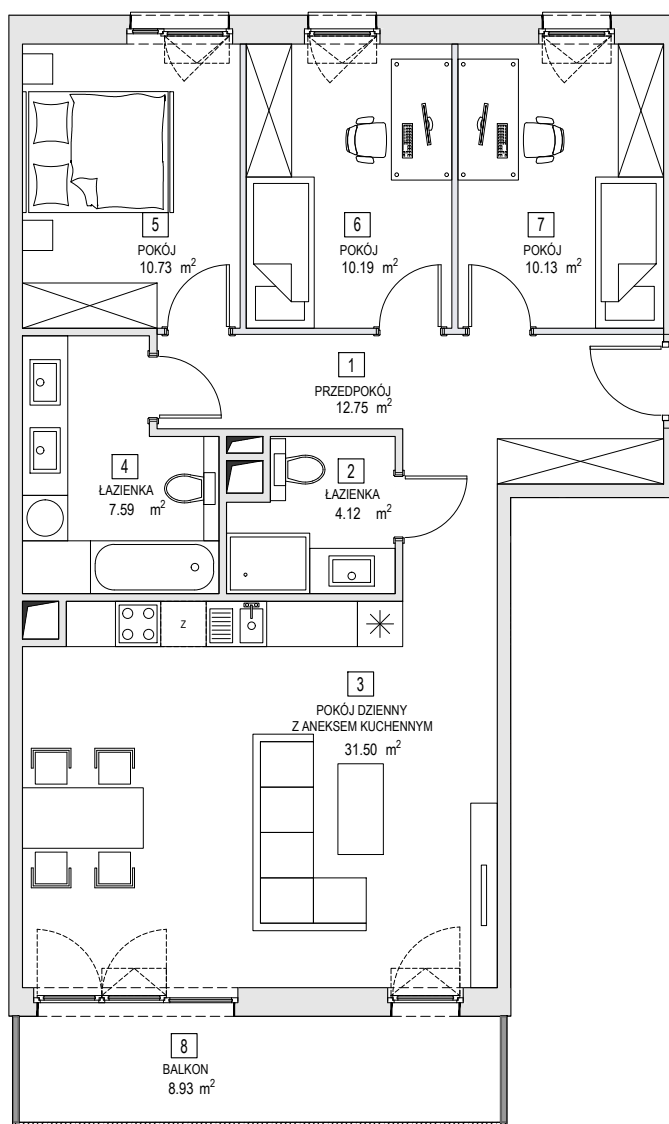 5
POKÓJ
10.73 m²
6
POKÓJ
10.19 m²
7
POKÓJ
10.13 m²
1
PRZEDPOKÓJ
12.75 m²
4
ŁAZIENKA
7.59 m²
2
ŁAZIENKA
4.12 m²
Z
3
POKÓJ DZIENNY
Z ANEKSEM KUCHENNYM
31.50 m²
8
BALKON
8.93 m²